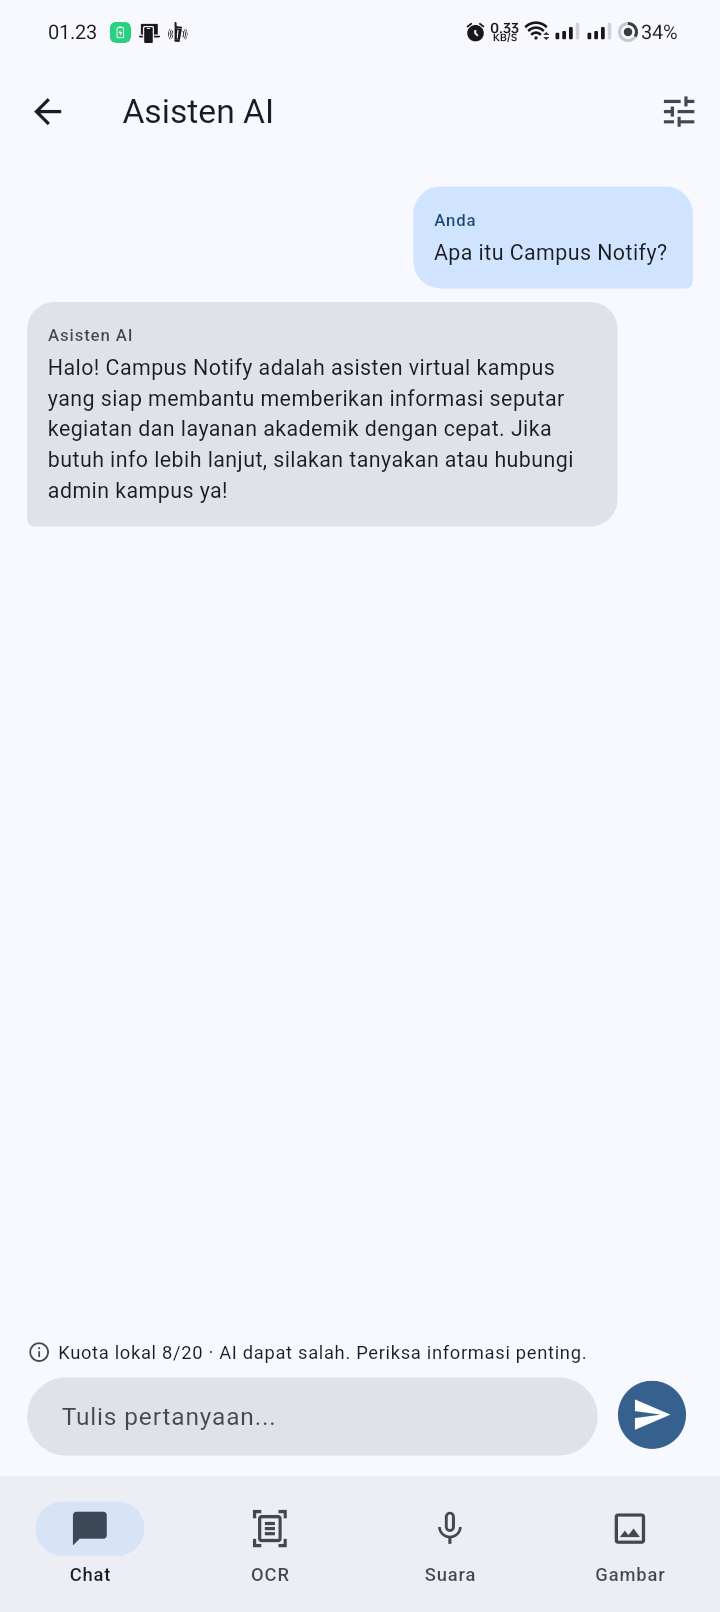 01.23
0.33
KB/S
34%
Asisten AI
Anda
Apa itu Campus Notify?
Asisten AI
Halo! Campus Notify adalah asisten virtual kampus
yang siap membantu memberikan informasi seputar
kegiatan dan layanan akademik dengan cepat. Jika
butuh info lebih lanjut, silakan tanyakan atau hubungi
admin kampus ya!
Kuota lokal 8/20 · AI dapat salah. Periksa informasi penting.
Tulis pertanyaan...
Chat
OCR
Suara
Gambar